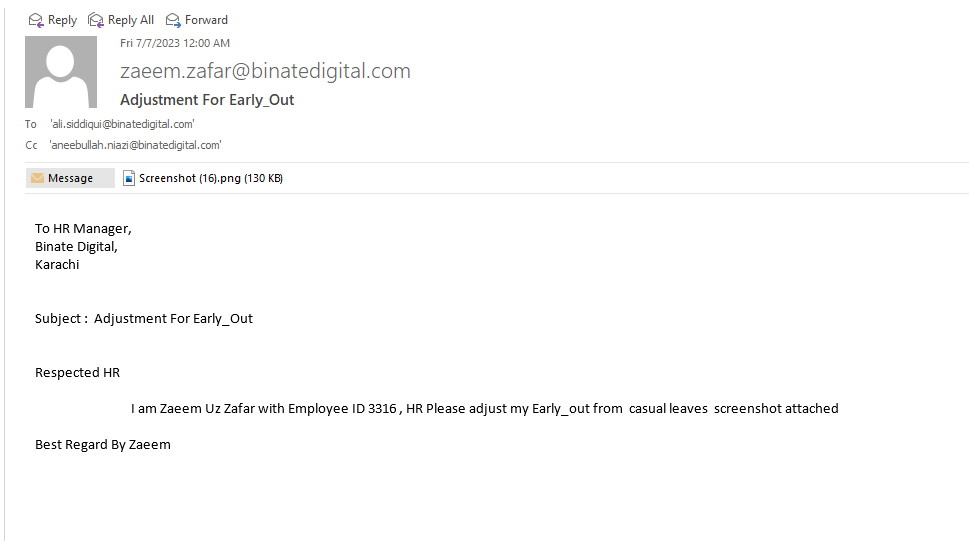 Reply Reply All Forward
Fri 7/7/2023 12:00 AM
zaeem.zafar@binatedigital.com
Adjustment For Early_Out
To 'ali.siddiqui@binatedigital.com'
Cc 'aneebullah.niazi@binatedigital.com'
Message Screenshot (16).png (130 KB)
To HR Manager,
Binate Digital,
Karachi
Subject : Adjustment For Early_Out
Respected HR
I am Zaeem Uz Zafar with Employee ID 3316 , HR Please adjust my Early_out from casual leaves screenshot attached
Best Regard By Zaeem